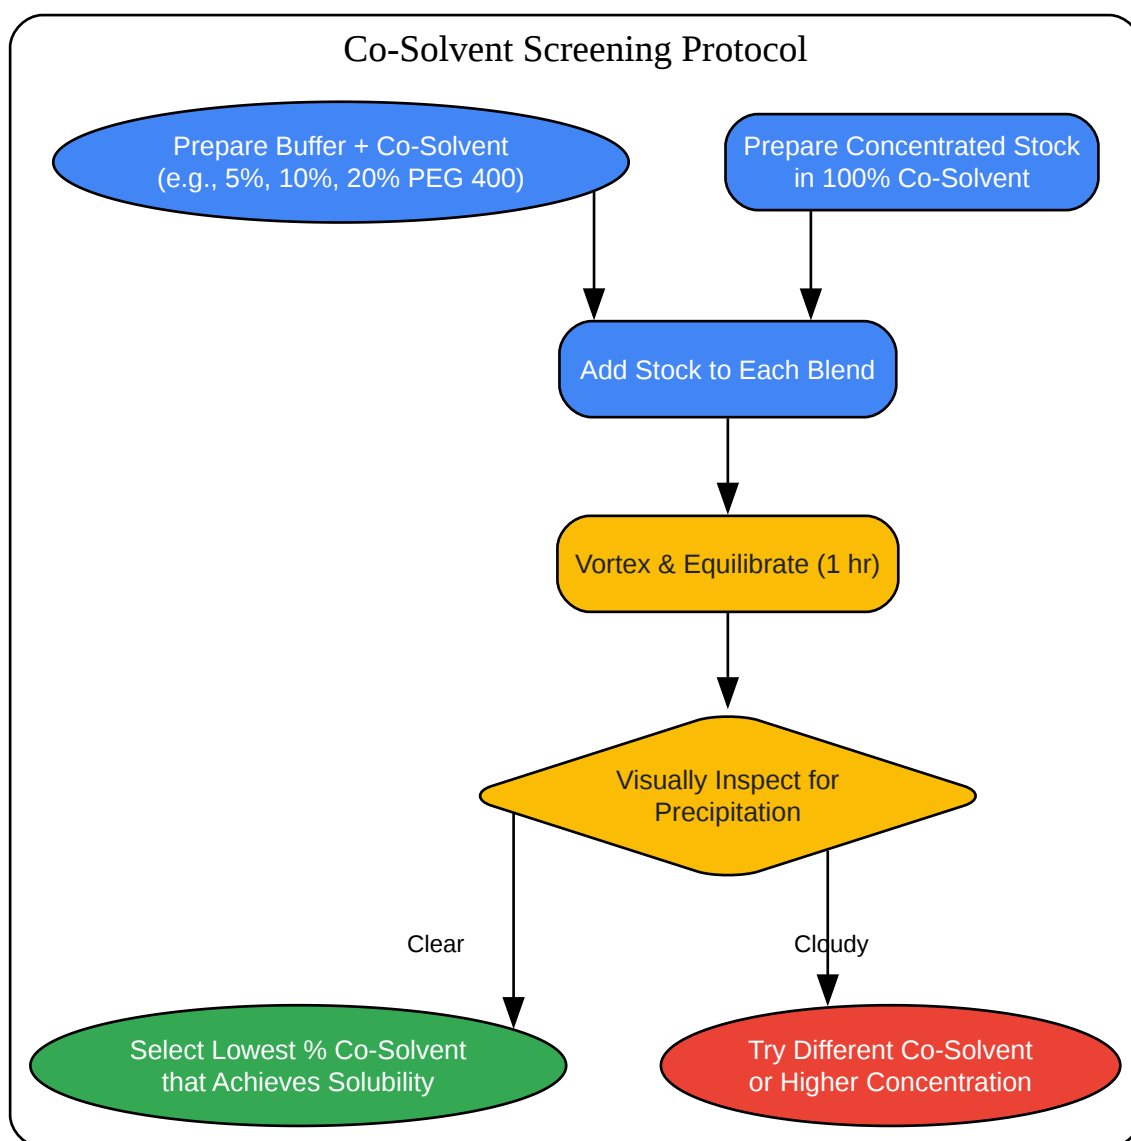 Co-Solvent Screening Protocol
Prepare Buffer + Co-Solvent
(e.g., 5%, 10%, 20% PEG 400)
Prepare Concentrated Stock
in 100% Co-Solvent
Add Stock to Each Blend
Vortex & Equilibrate (1 hr)
Visually Inspect for
Precipitation
Clear
Cloudy
Select Lowest % Co-Solvent
that Achieves Solubility
Try Different Co-Solvent
or Higher Concentration